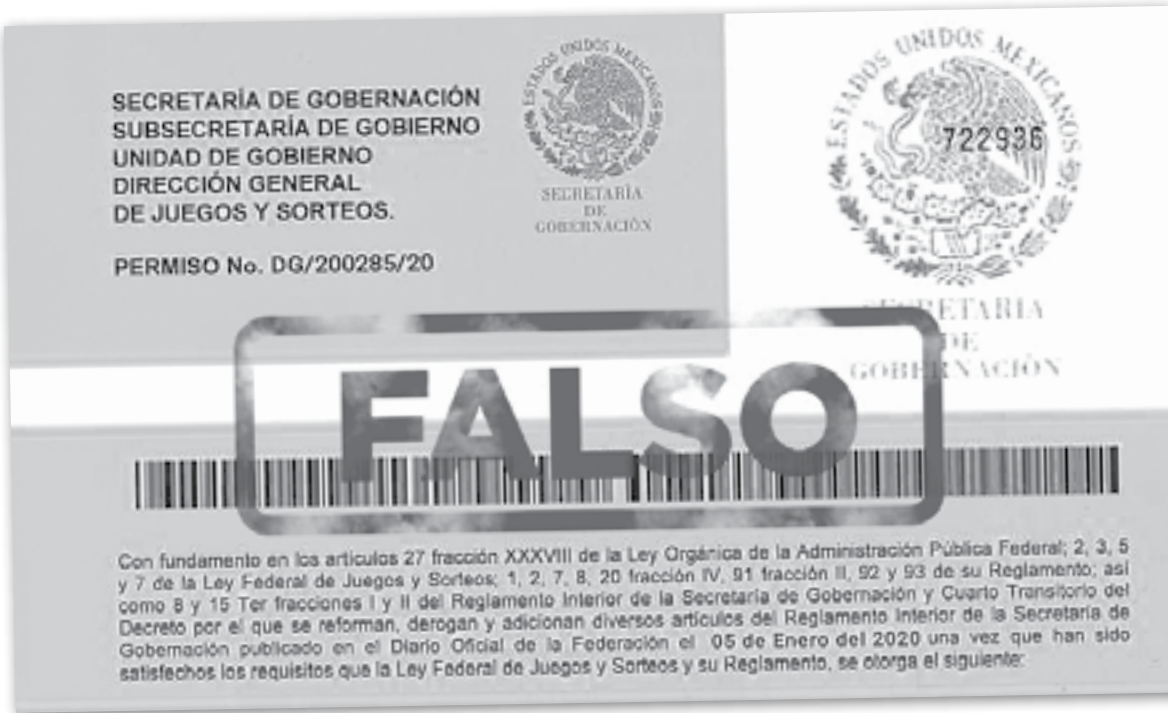 SECRETARÍA DE GOBERNACIÓN
SUBSECRETARÍA DE GOBIERNO
UNIDAD DE GOBIERNO
DIRECCIÓN GENERAL
DE JUEGOS Y SORTEOS.
PERMISO No. DG/200285/20
ESTADOS UNIDOS MEXICANOS
SECRETARÍA
DE
GOBERNACIÓN
ESTADOS UNIDOS MEXICANOS
722936
SECRETARIA
DE
GOBERNACIÓN
FALSO
Con fundamento en los artículos 27 fracción XXXVIII de la Ley Orgánica de la Administración Pública Federal; 2, 3, 5
y 7 de la Ley Federal de Juegos y Sorteos; 1, 2, 7, 8, 20 fracción IV, 91 fracción II, 92 y 93 de su Reglamento; así
como 8 y 15 Ter fracciones I y II del Reglamento Interior de la Secretaría de Gobernación y Cuarto Transitorio del
Decreto por el que se reforman, derogan y adicionan diversos artículos del Reglamento Interior de la Secretaría de
Gobernación publicado en el Diario Oficial de la Federación el 05 de Enero del 2020 una vez que han sido
satisfechos los requisitos que la Ley Federal de Juegos y Sorteos y su Reglamento, se otorga el siguiente: